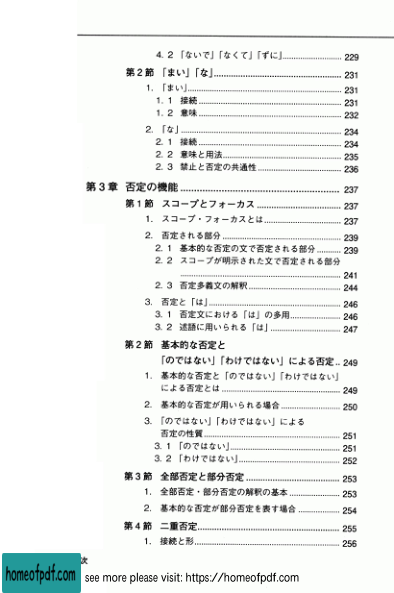 4. 2 「ないで」「なくて」「ずに」 229
第2節 「まい」「な」 231
1. 「まい」 231
1. 1 接続 231
1. 2 意味 232
2. 「な」 234
2. 1 接続 234
2. 2 意味と用法 235
2. 3 禁止と否定の共通性 236
第3章 否定の機能 237
第1節 スコープとフォーカス 237
1. スコープ・フォーカスとは 237
2. 否定される部分 239
2. 1 基本的な否定の文で否定される部分 239
2. 2 スコープが明示された文で否定される部分
241
2. 3 否定多義文の解釈 244
3. 否定と「は」 246
3. 1 否定文における「は」の多用 246
3. 2 述語に用いられる「は」 247
第2節 基本的な否定と
「のではない」「わけではない」による否定 249
1. 基本的な否定と「のではない」「わけではない」
による否定とは 249
2. 基本的な否定が用いられる場合 250
3. 「のではない」「わけではない」による
否定の性質 251
3. 1 「のではない」 251
3. 2 「わけではない」 252
第3節 全部否定と部分否定 253
1. 全部否定・部分否定の解釈の基本 253
2. 基本的な否定が部分否定を表す場合 254
第4節 二重否定 255
1. 接続と形 256
次
homeofpdf.com see more please visit: https://homeofpdf.com